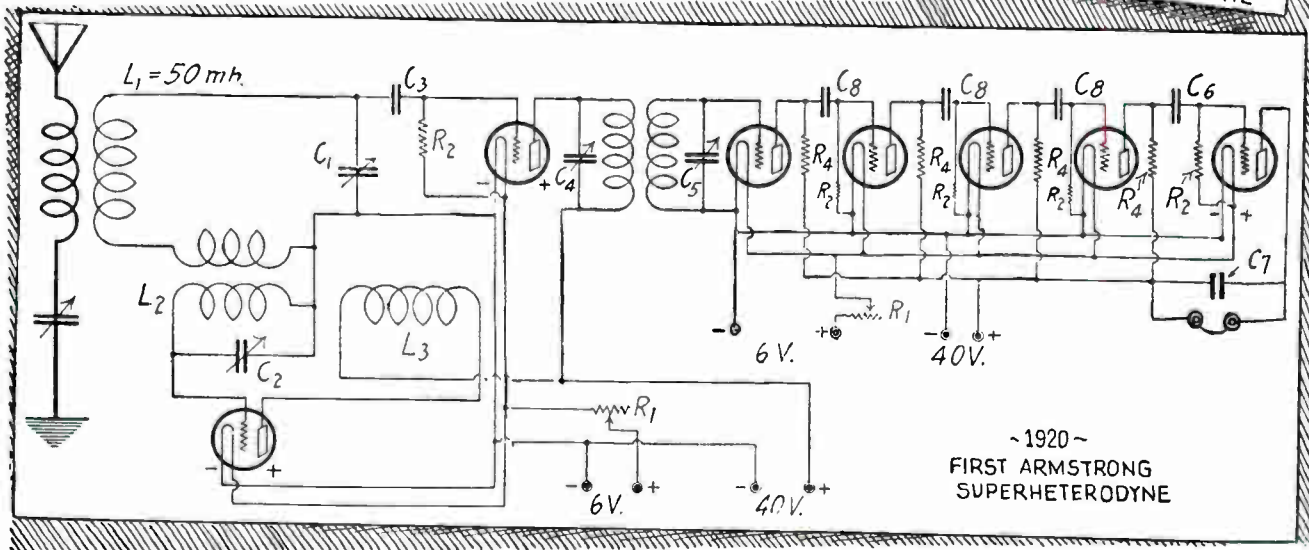 L₁ = 50 mh.
C₃
C₈
C₈
C₈
C₆
R₂
C₁
C₄
C₅
R₄
R₄
R₄
R₄
R₂
R₂
R₂
R₂
- +
- +
C₇
L₂
L₃
R₁
- + - +
6 V. 40V.
C₂
R₁
- +
- + - +
6V. 40V.
~1920~
FIRST ARMSTRONG
SUPERHETERODYNE